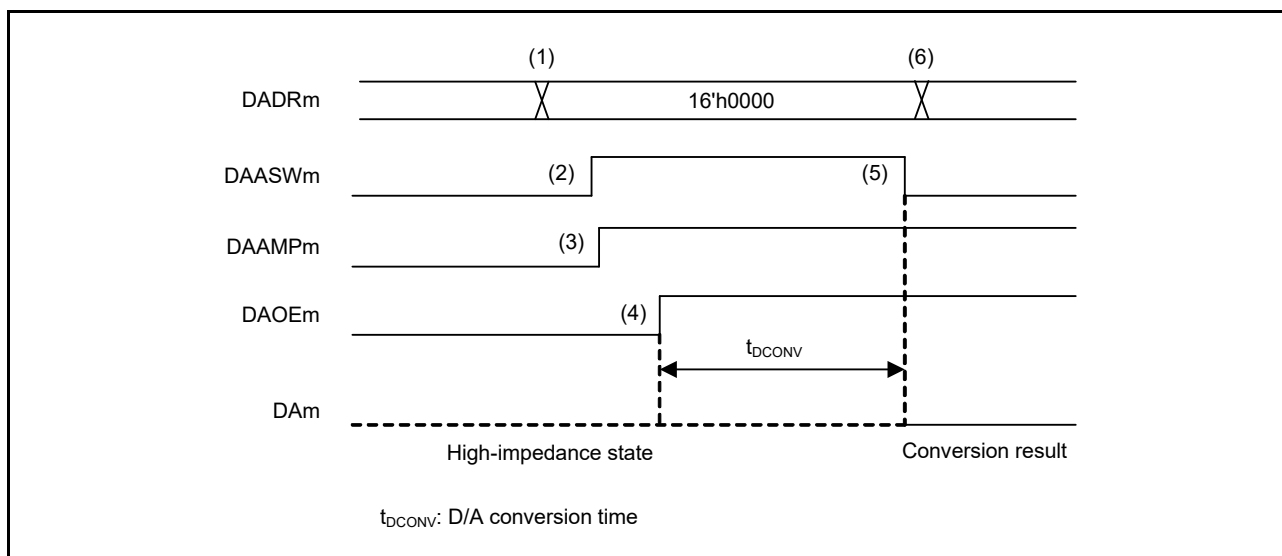 (1) (6)
DADRm 16'h0000
DAASWm (2) (5)
DAAMPm (3)
DAOEm (4)
tDCONV
DAm
High-impedance state Conversion result
tDCONV: D/A conversion time